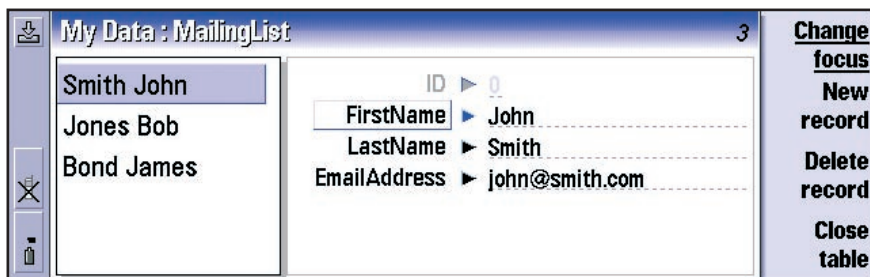 My Data : MailingList 3
Smith John
Jones Bob
Bond James
ID 0
FirstName John
LastName Smith
EmailAddress john@smith.com
Change
focus
New
record
Delete
record
Close
table